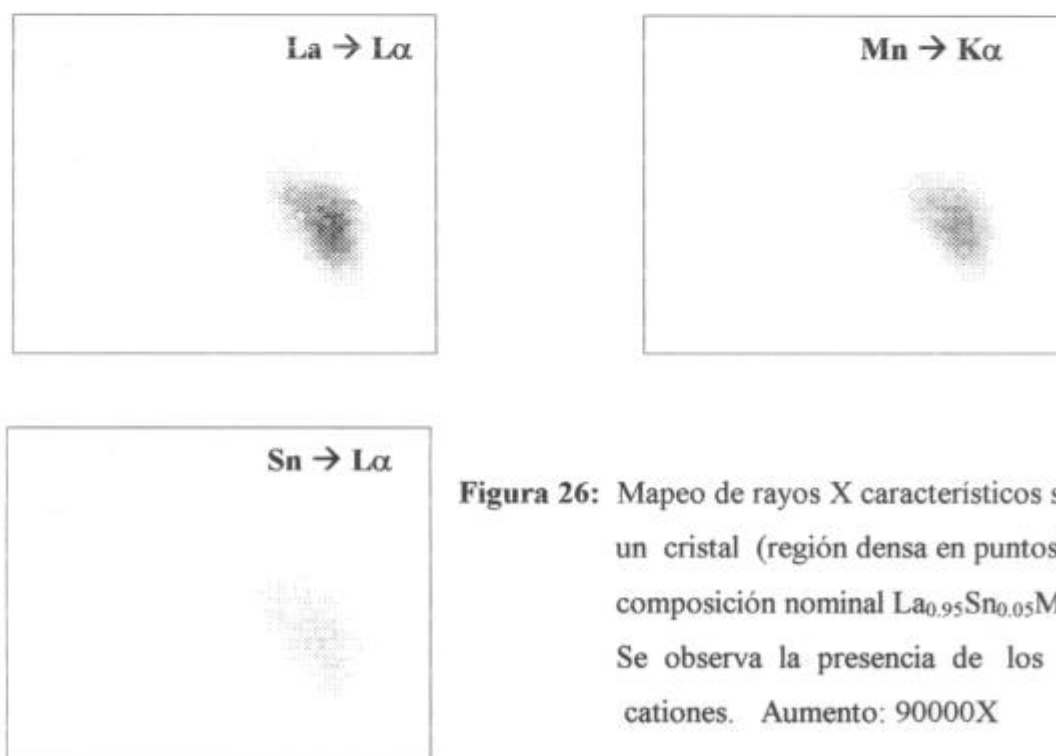 La → Lα
Mn → Kα
Sn → Lα
Figura 26: Mapeo de rayos X característicos
un cristal (región densa en puntos
composición nominal La₀.₉₅Sn₀.₀₅M
Se observa la presencia de los
cationes. Aumento: 90000X